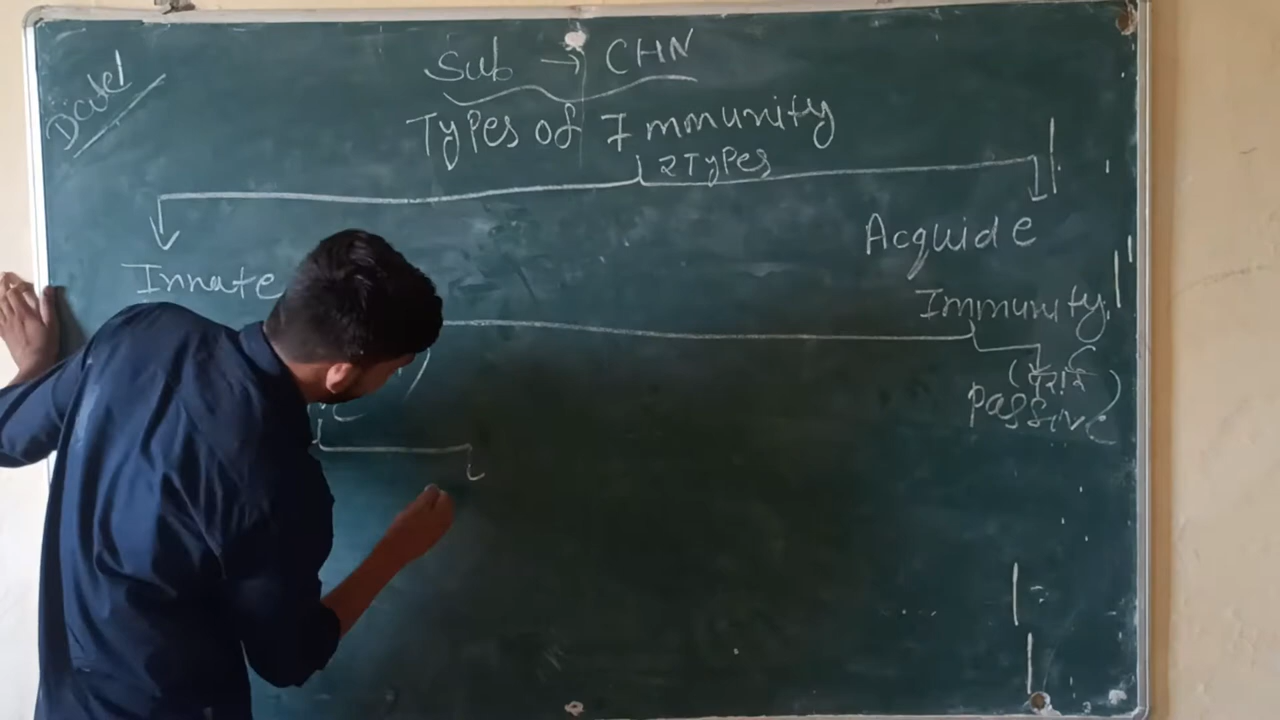 Date
Sub → CHN
Types of Immunity
2 Types
Innate
Acquide
Immunity
Passive